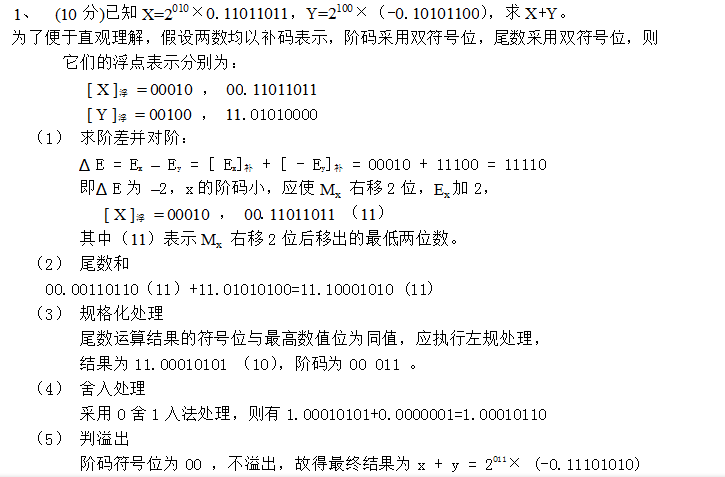 1、 (10 分)已知 X=2^010×0.11011011，Y=2^100×（-0.10101100），求 X+Y。
为了便于直观理解，假设两数均以补码表示，阶码采用双符号位，尾数采用双符号位，则
它们的浮点表示分别为：
[ X ]浮 = 00010 ， 00. 11011011
[ Y ]浮 = 00100 ， 11. 01010000
（1） 求阶差并对阶：
Δ E = Ex – Ey = [ Ex]补 + [ - Ey]补 = 00010 + 11100 = 11110
即Δ E 为 –2，x 的阶码小，应使 Mx 右移 2 位，Ex 加 2，
[ X ]浮 = 00010 ， 00. 11011011 （11）
其中（11）表示 Mx 右移 2 位后移出的最低两位数。
（2） 尾数和
00. 00110110（11）+11. 01010100=11. 10001010 (11)
（3） 规格化处理
尾数运算结果的符号位与最高数值位为同值，应执行左规处理，
结果为 11. 00010101 （10），阶码为 00 011 。
（4） 舍入处理
采用 0 舍 1 入法处理，则有 1. 00010101+0. 0000001=1. 00010110
（5） 判溢出
阶码符号位为 00 ，不溢出，故得最终结果为 x + y = 2^011× (-0. 11101010)